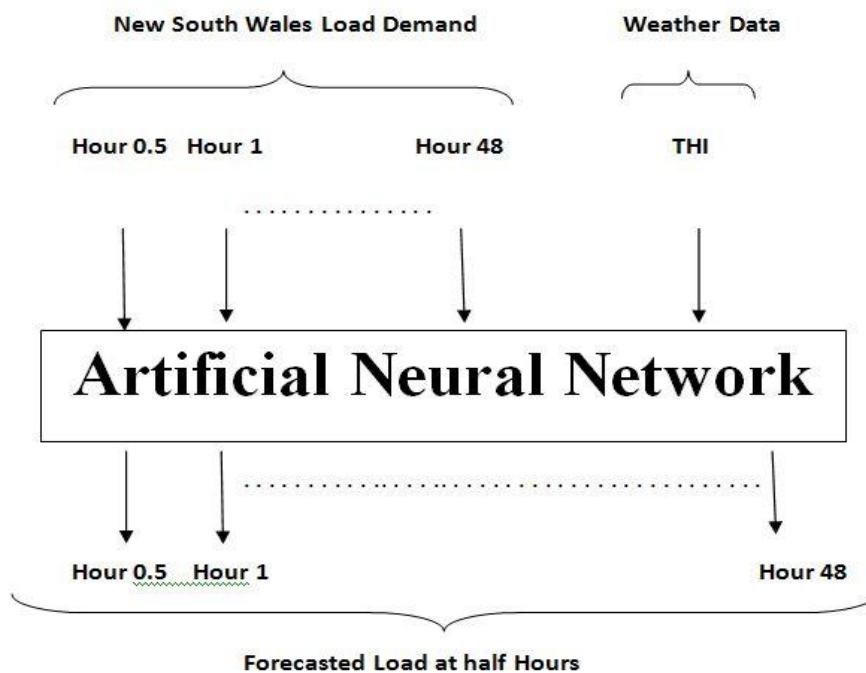 New South Wales Load Demand Weather Data
Hour 0.5 Hour 1 Hour 48 THI
...............
Artificial Neural Network
........................................
Hour 0.5 Hour 1 Hour 48
Forecasted Load at half Hours